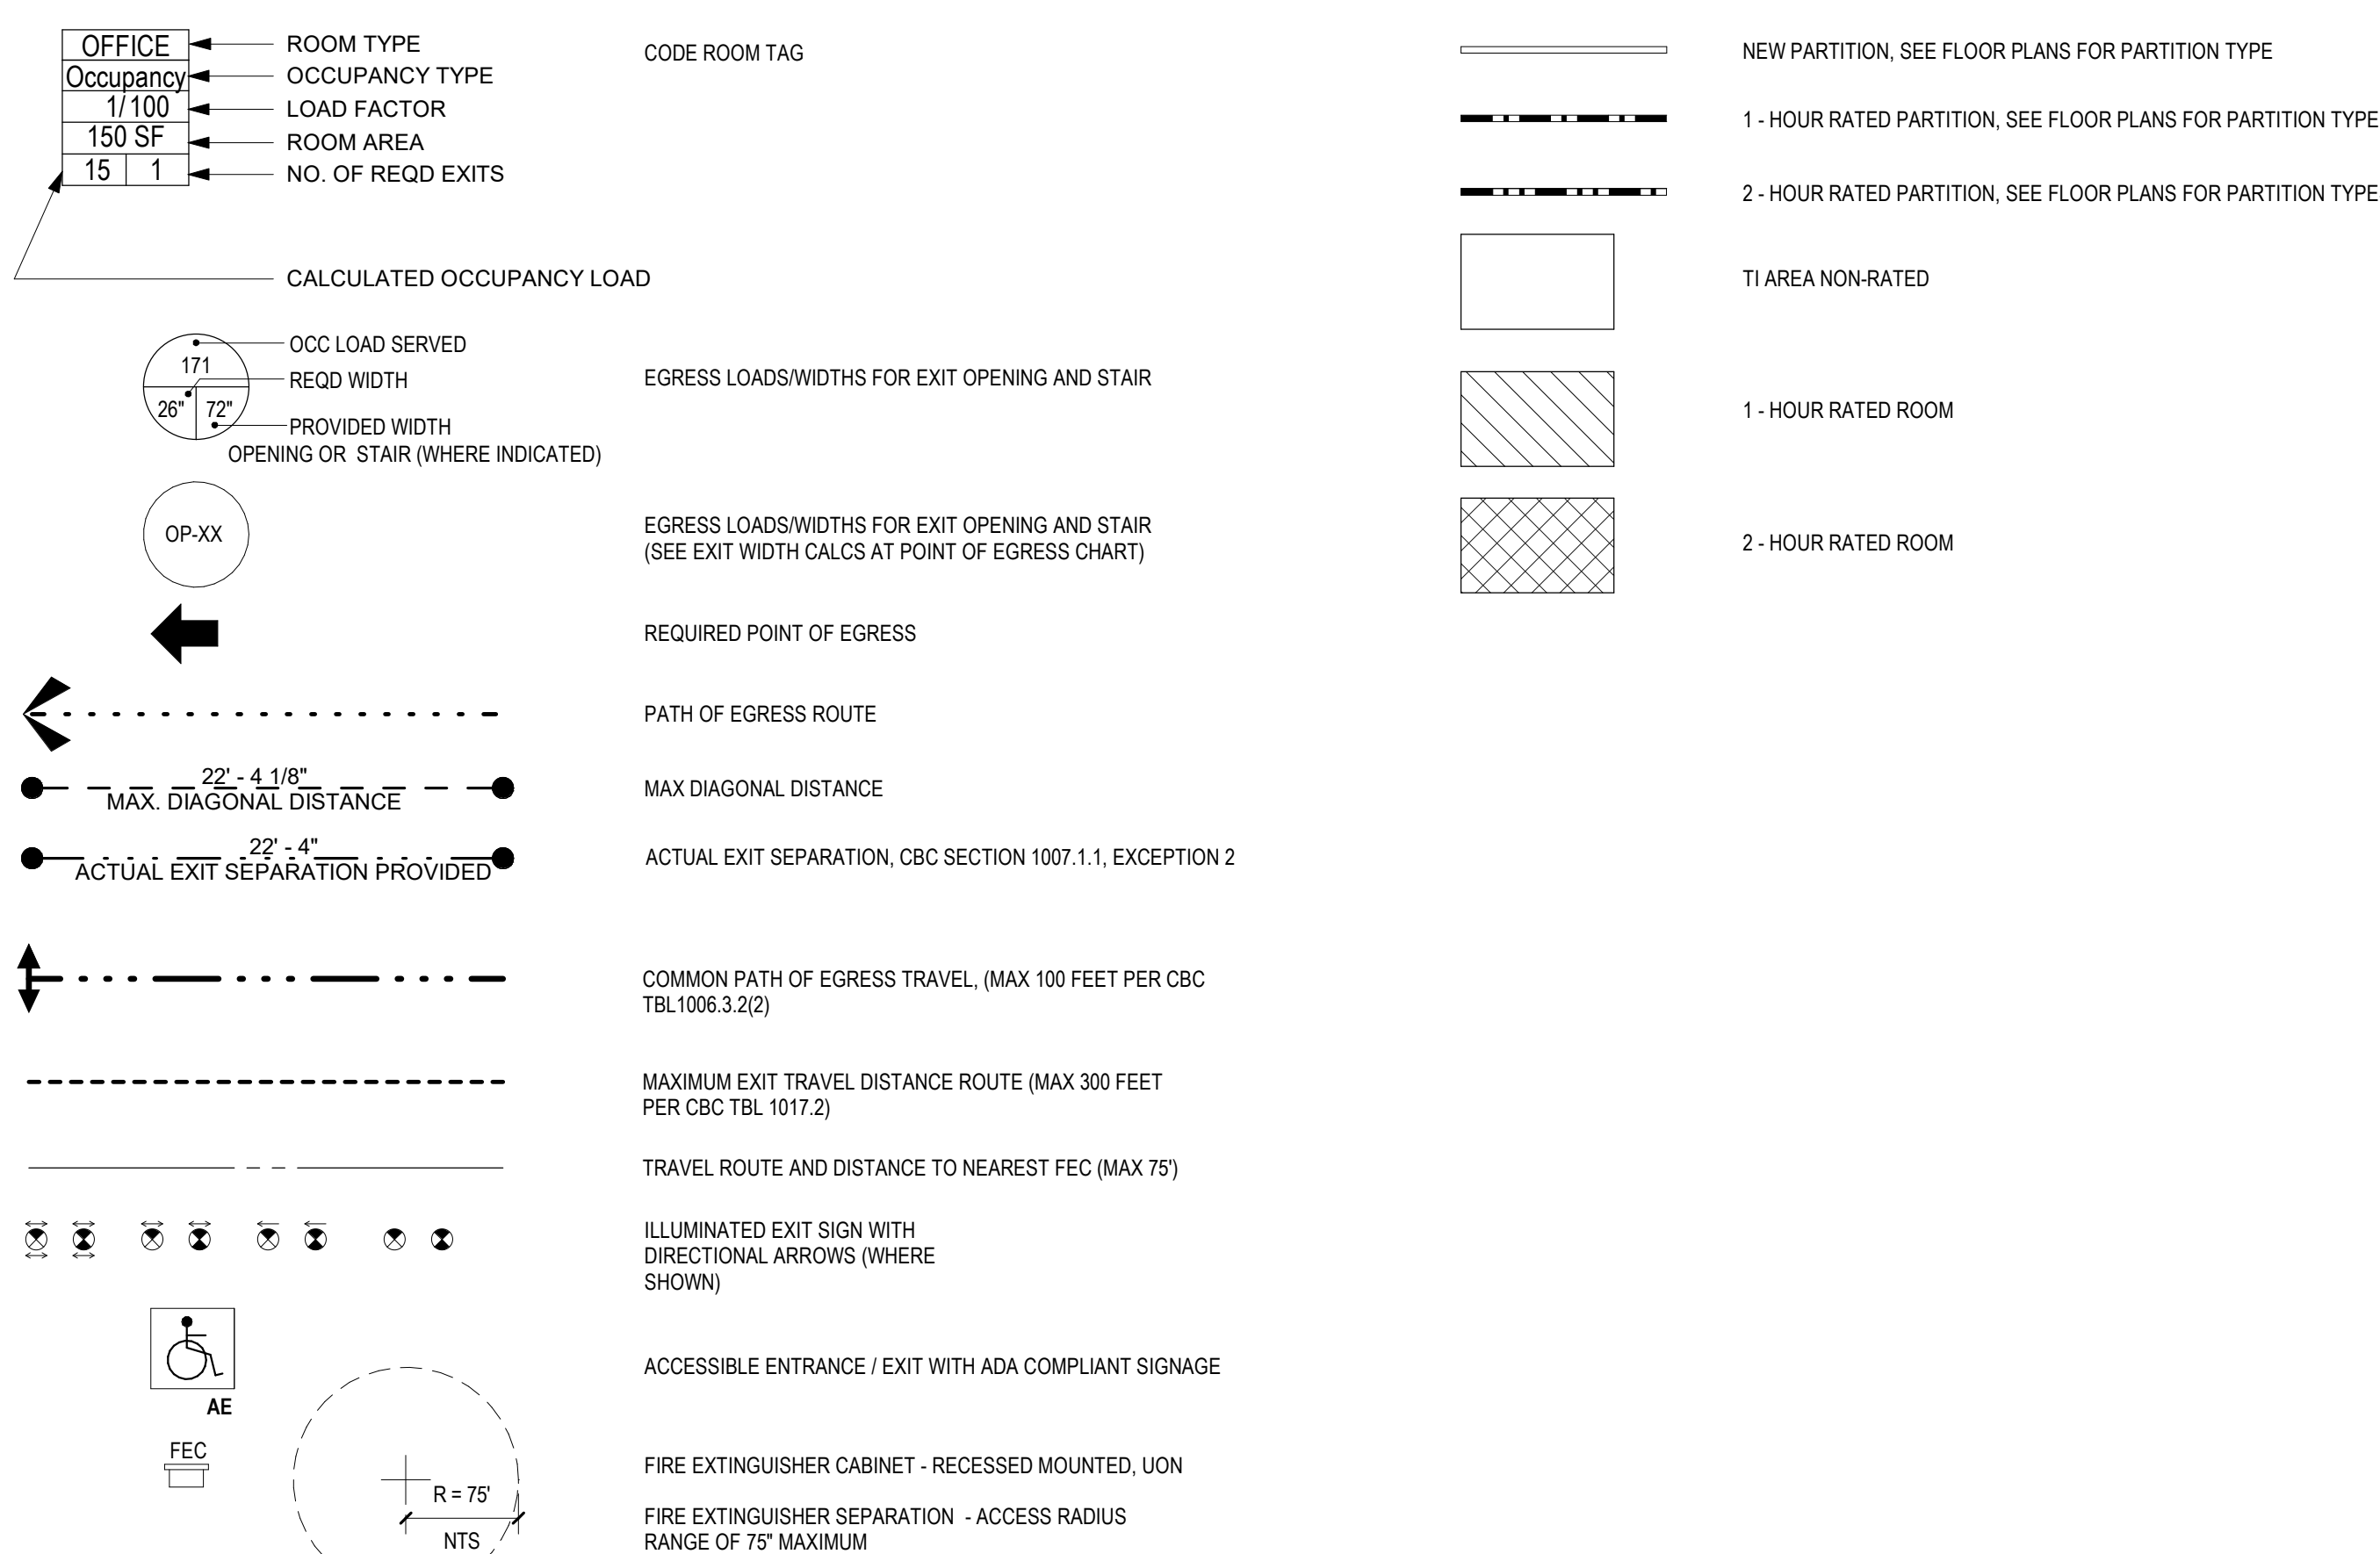 OFFICE
ROOM TYPE
CODE ROOM TAG
Occupancy
OCCUPANCY TYPE
1/100
LOAD FACTOR
150 SF
ROOM AREA
15 1
NO. OF REQD EXITS
CALCULATED OCCUPANCY LOAD
OCC LOAD SERVED
171
REQD WIDTH
26" 72"
PROVIDED WIDTH
OPENING OR STAIR (WHERE INDICATED)
EGRESS LOADS/WIDTHS FOR EXIT OPENING AND STAIR
OP-XX
EGRESS LOADS/WIDTHS FOR EXIT OPENING AND STAIR
(SEE EXIT WIDTH CALCS AT POINT OF EGRESS CHART)
REQUIRED POINT OF EGRESS
PATH OF EGRESS ROUTE
22' - 4 1/8"
MAX. DIAGONAL DISTANCE
MAX DIAGONAL DISTANCE
22' - 4"
ACTUAL EXIT SEPARATION PROVIDED
ACTUAL EXIT SEPARATION, CBC SECTION 1007.1.1, EXCEPTION 2
COMMON PATH OF EGRESS TRAVEL, (MAX 100 FEET PER CBC
TBL1006.3.2(2)
MAXIMUM EXIT TRAVEL DISTANCE ROUTE (MAX 300 FEET
PER CBC TBL 1017.2)
TRAVEL ROUTE AND DISTANCE TO NEAREST FEC (MAX 75')
ILLUMINATED EXIT SIGN WITH
DIRECTIONAL ARROWS (WHERE
SHOWN)
AE
ACCESSIBLE ENTRANCE / EXIT WITH ADA COMPLIANT SIGNAGE
FEC
FIRE EXTINGUISHER CABINET - RECESSED MOUNTED, UON
R = 75'
NTS
FIRE EXTINGUISHER SEPARATION - ACCESS RADIUS
RANGE OF 75" MAXIMUM
NEW PARTITION, SEE FLOOR PLANS FOR PARTITION TYPE
1 - HOUR RATED PARTITION, SEE FLOOR PLANS FOR PARTITION TYPE
2 - HOUR RATED PARTITION, SEE FLOOR PLANS FOR PARTITION TYPE
TI AREA NON-RATED
1 - HOUR RATED ROOM
2 - HOUR RATED ROOM